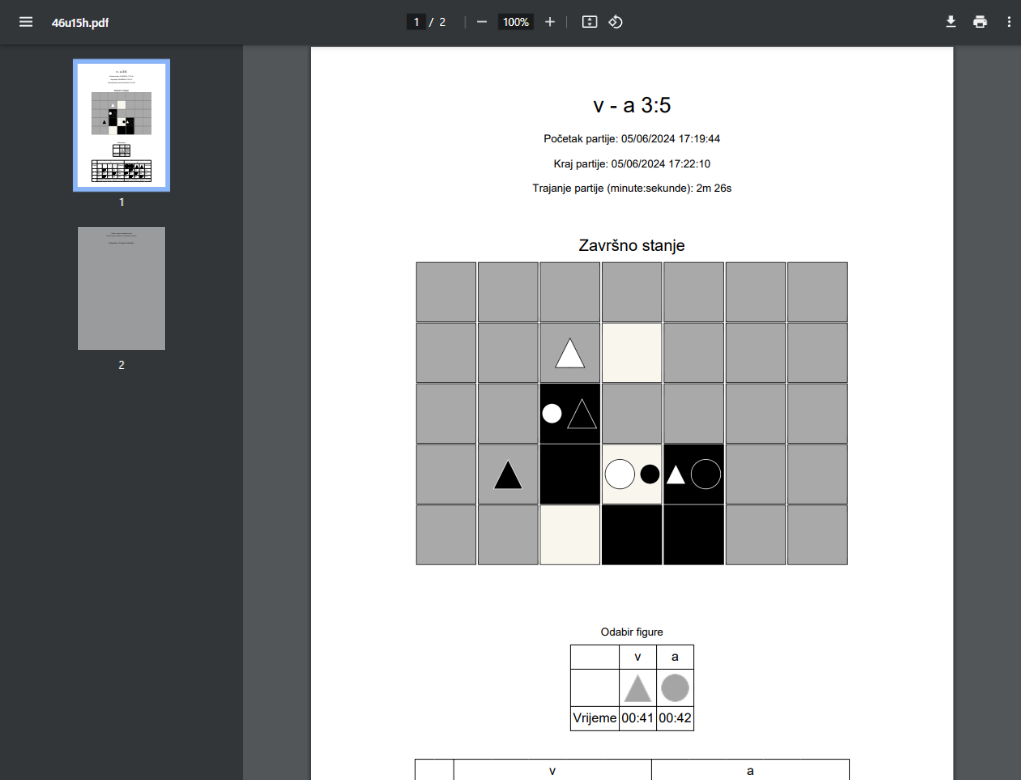 46u15h.pdf
1 / 2
100%
1
2
v - a 3:5
Početak partije: 05/06/2024 17:19:44
Kraj partije: 05/06/2024 17:22:10
Trajanje partije (minute:sekunde): 2m 26s
Završno stanje
Odabir figure
v a
Vrijeme 00:41 00:42
v a